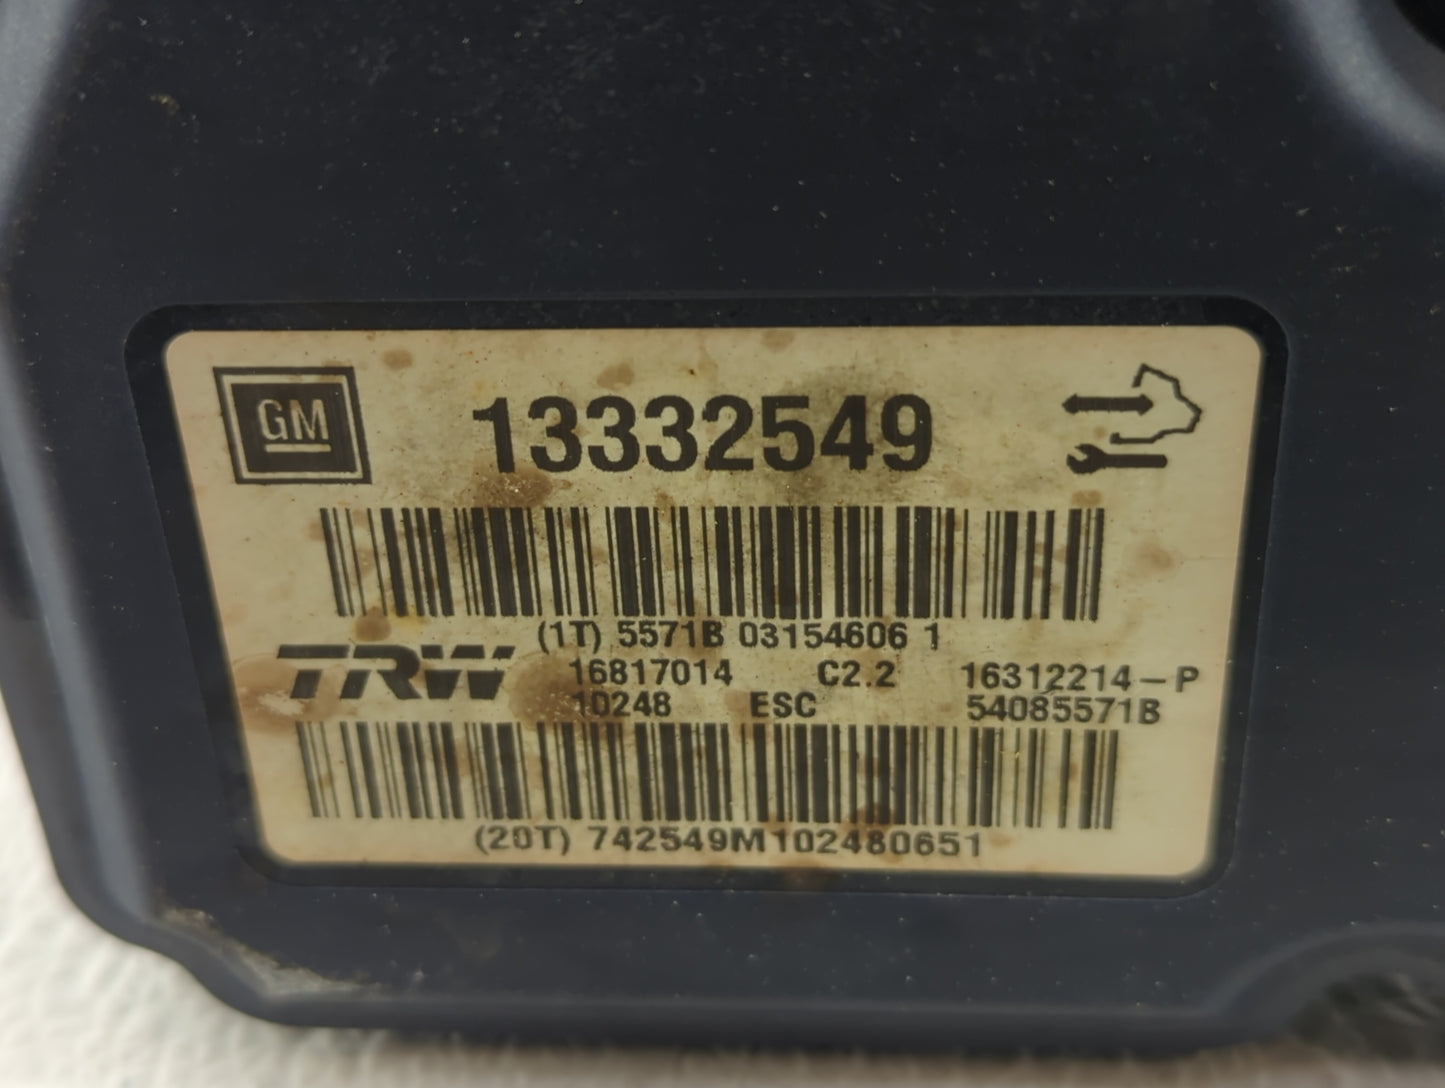 GM
13332549
(1T) 5571B 03154606 1
TRW
16817014 C2.2 16312214-P
10248 ESC 54085571B
(20T) 742549M102480651